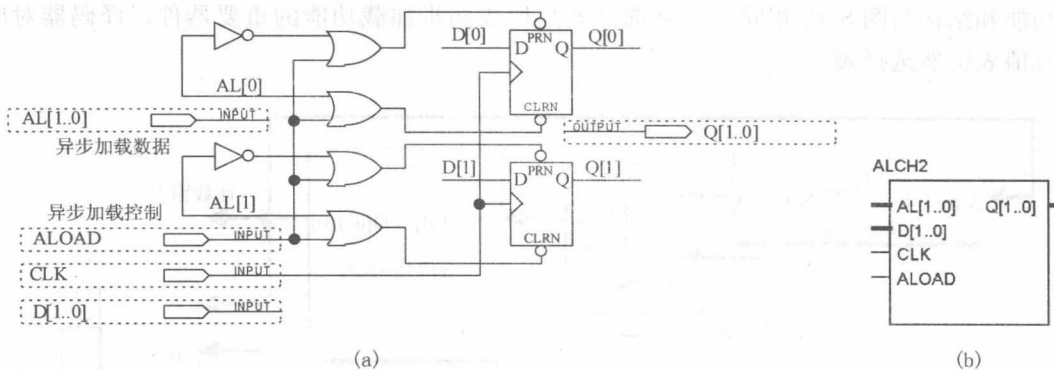 D[0]
D
PRN
Q
Q[0]
AL[0]
CLRN
AL[1..0]
INPUT
异步加载数据
OUTPUT
Q[1..0]
D[1]
D
PRN
Q
Q[1]
AL[1]
异步加载控制
ALOAD
INPUT
CLRN
CLK
INPUT
D[1..0]
INPUT
(a)
ALCH2
AL[1..0]
Q[1..0]
D[1..0]
CLK
ALOAD
(b)